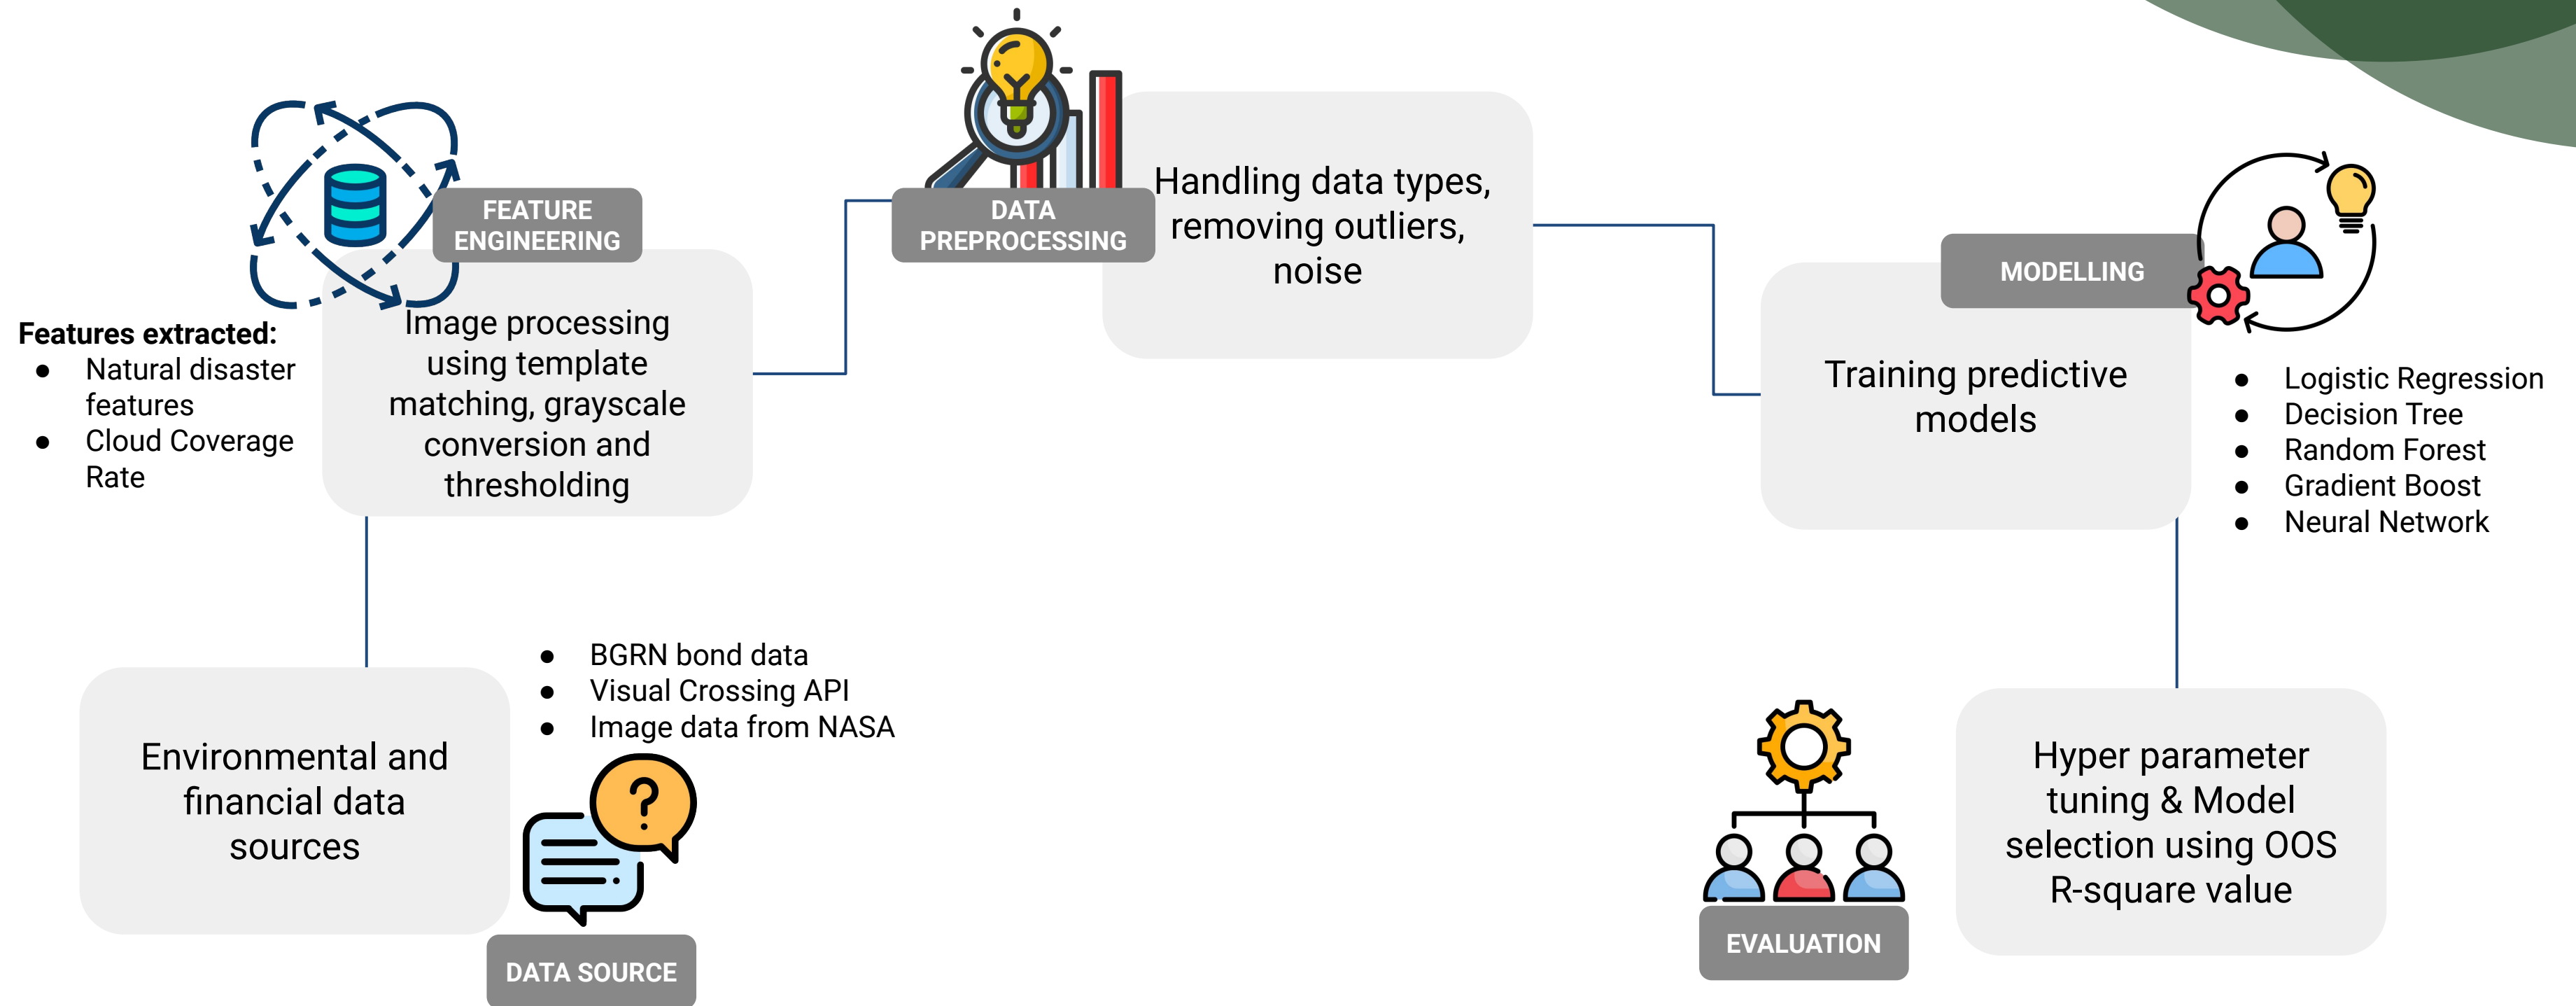 FEATURE
ENGINEERING
Features extracted:
● Natural disaster
features
● Cloud Coverage
Rate
Image processing
using template
matching, grayscale
conversion and
thresholding
DATA
PREPROCESSING
Handling data types,
removing outliers,
noise
MODELLING
Training predictive
models
● Logistic Regression
● Decision Tree
● Random Forest
● Gradient Boost
● Neural Network
Environmental and
financial data
sources
● BGRN bond data
● Visual Crossing API
● Image data from NASA
?
DATA SOURCE
EVALUATION
Hyper parameter
tuning & Model
selection using OOS
R-square value